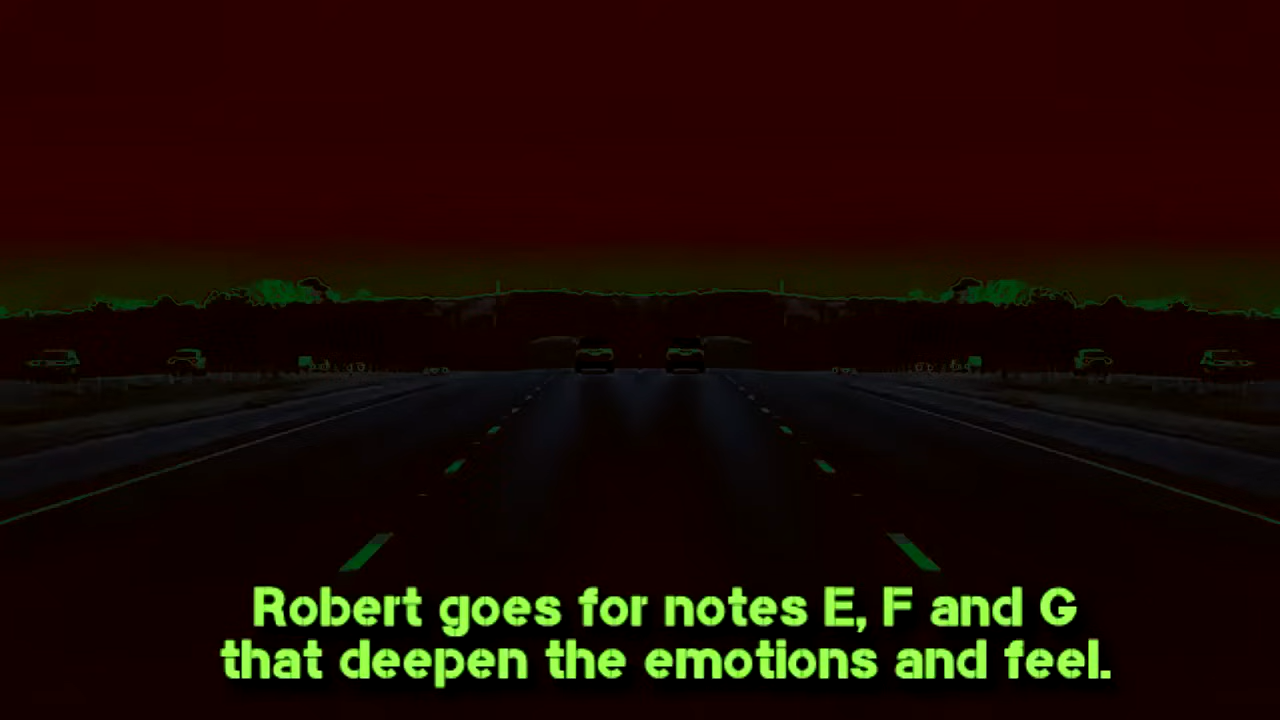 Robert goes for notes E, F and G
that deepen the emotions and feel.